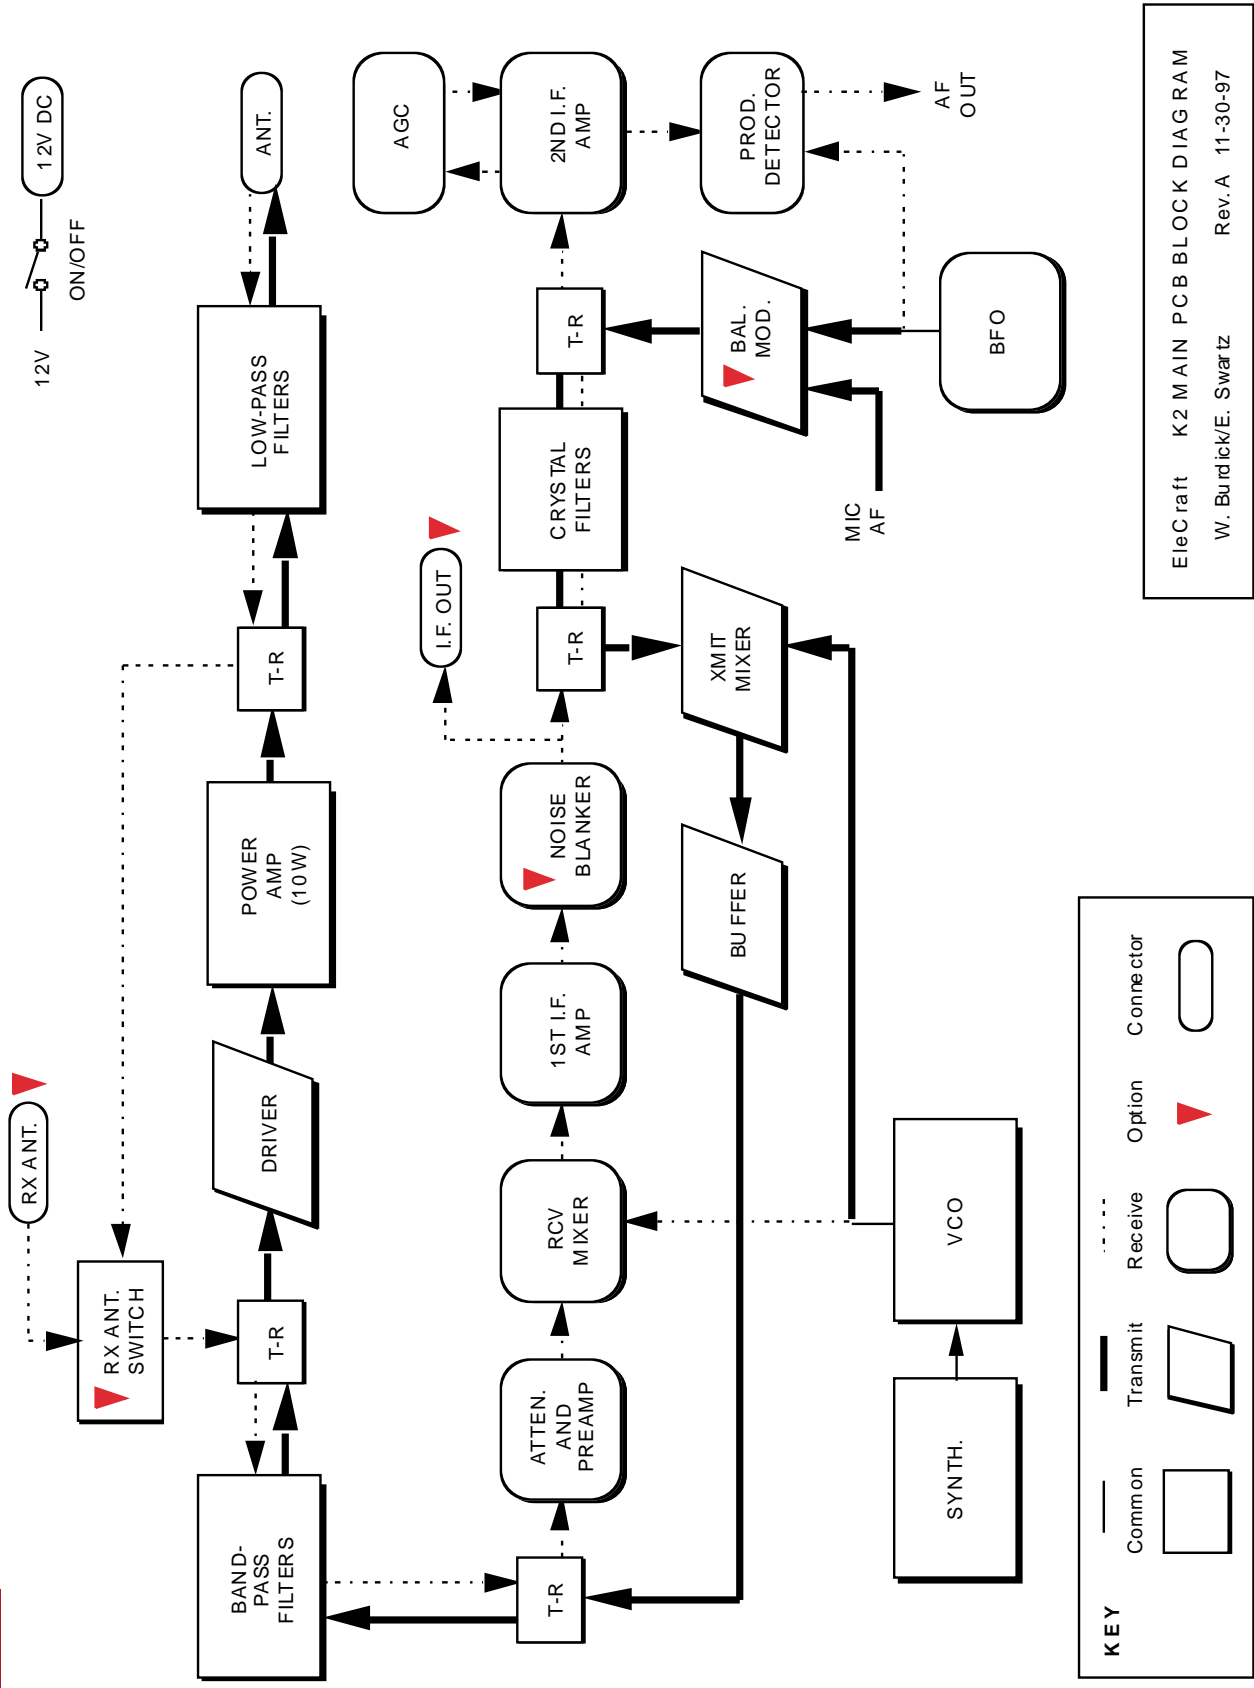 RX ANT.
12V
ON/OFF
12V DC
BAND-
PASS
FILTERS
RX ANT.
SWITCH
T-R
DRIVER
POWER
AMP
(10W)
T-R
LOW-PASS
FILTERS
ANT.
T-R
ATTEN.
AND
PREAMP
RCV
MIXER
1ST I.F.
AMP
NOISE
BLANKER
I.F. OUT
T-R
CRYSTAL
FILTERS
T-R
2ND I.F.
AMP
AGC
BUFFER
XMIT
MIXER
BAL.
MOD.
PROD.
DETECTOR
MIC
AF
AF
OUT
SYNTH.
VCO
BFO
KEY
Common
Transmit
Receive
Option
Connector
EleCraft K2 MAIN PCB BLOCK DIAGRAM
W. Burdick/E. Swartz Rev. A 11-30-97